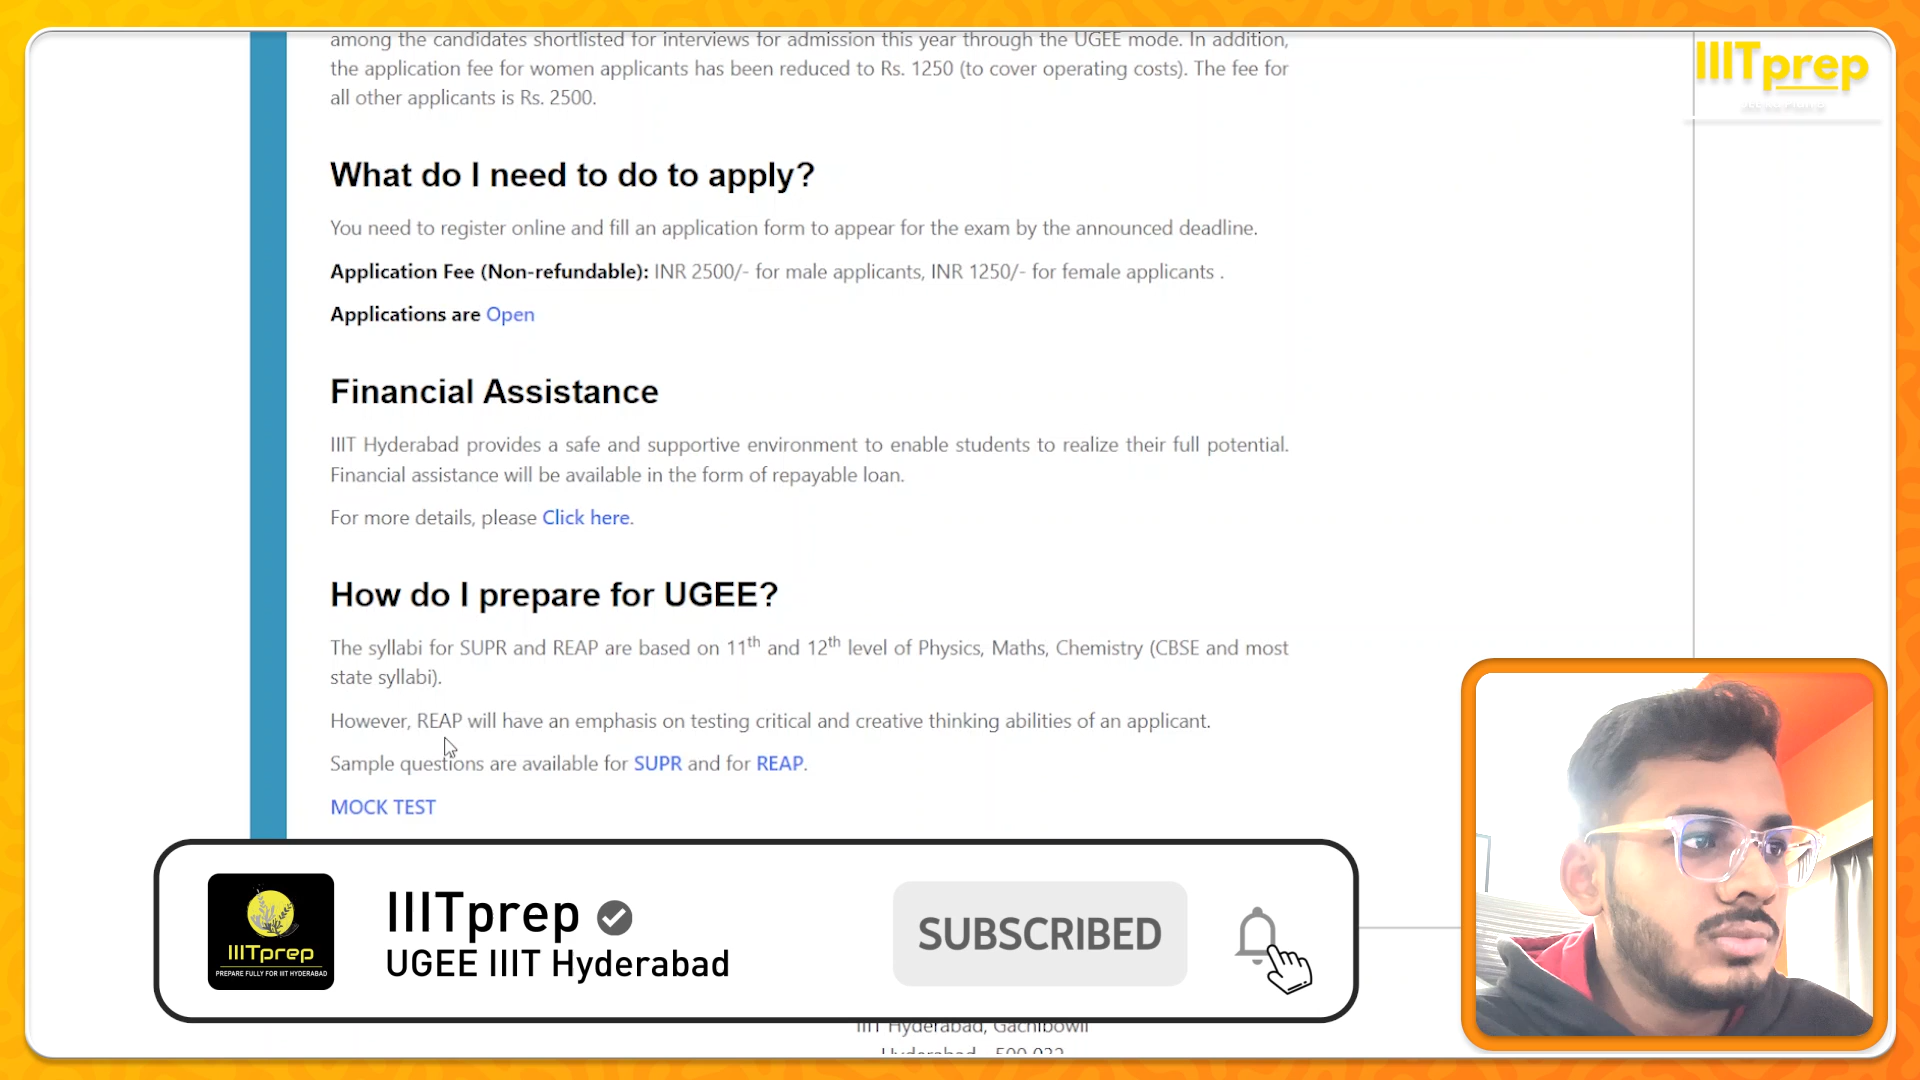 among the candidates shortlisted for interviews for admission this year through the UGEE mode. In addition,
the application fee for women applicants has been reduced to Rs. 1250 (to cover operating costs). The fee for
all other applicants is Rs. 2500.
IIITprep
What do I need to do to apply?
You need to register online and fill an application form to appear for the exam by the announced deadline.
Application Fee (Non-refundable): INR 2500/- for male applicants, INR 1250/- for female applicants .
Applications are Open
Financial Assistance
IIIT Hyderabad provides a safe and supportive environment to enable students to realize their full potential.
Financial assistance will be available in the form of repayable loan.
For more details, please Click here.
How do I prepare for UGEE?
The syllabi for SUPR and REAP are based on 11th and 12th level of Physics, Maths, Chemistry (CBSE and most
state syllabi).
However, REAP will have an emphasis on testing critical and creative thinking abilities of an applicant.
Sample questions are available for SUPR and for REAP.
MOCK TEST
IIITprep
PREPARE FULLY FOR IIIT HYDERABAD
IIITprep
UGEE IIIT Hyderabad
SUBSCRIBED
IIIT Hyderabad, Gachibowli
Hyderabad - 500 032